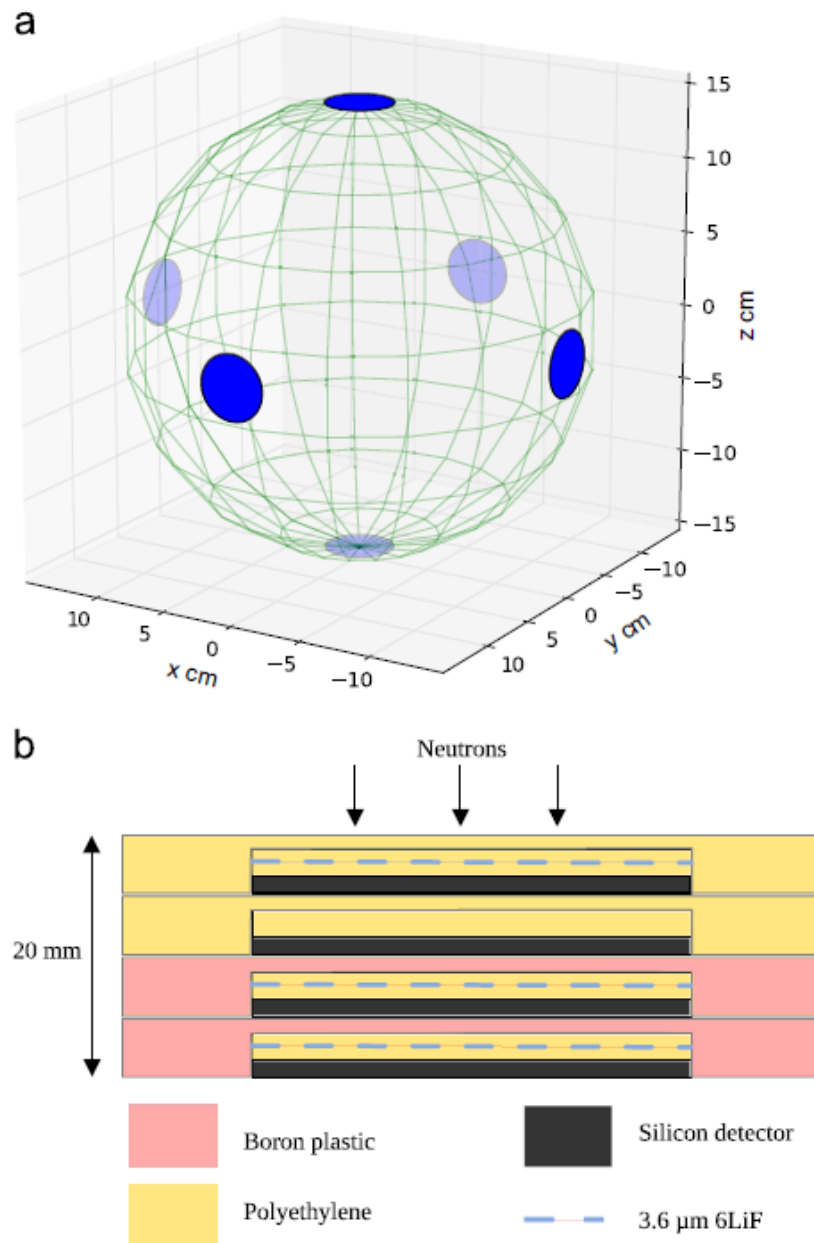 a
15
10
5
0
−5
−10
−15
z cm
10
5
0
−5
−10
x cm
−10
−5
0
5
10
y cm
b
Neutrons
20 mm
Boron plastic
Silicon detector
Polyethylene
3.6 µm 6LiF